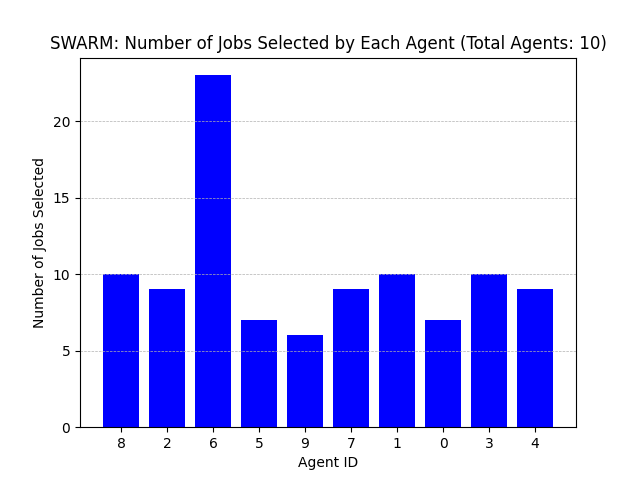 SWARM: Number of Jobs Selected by Each Agent (Total Agents: 10)
Number of Jobs Selected
20
15
10
5
0
8 2 6 5 9 7 1 0 3 4
Agent ID